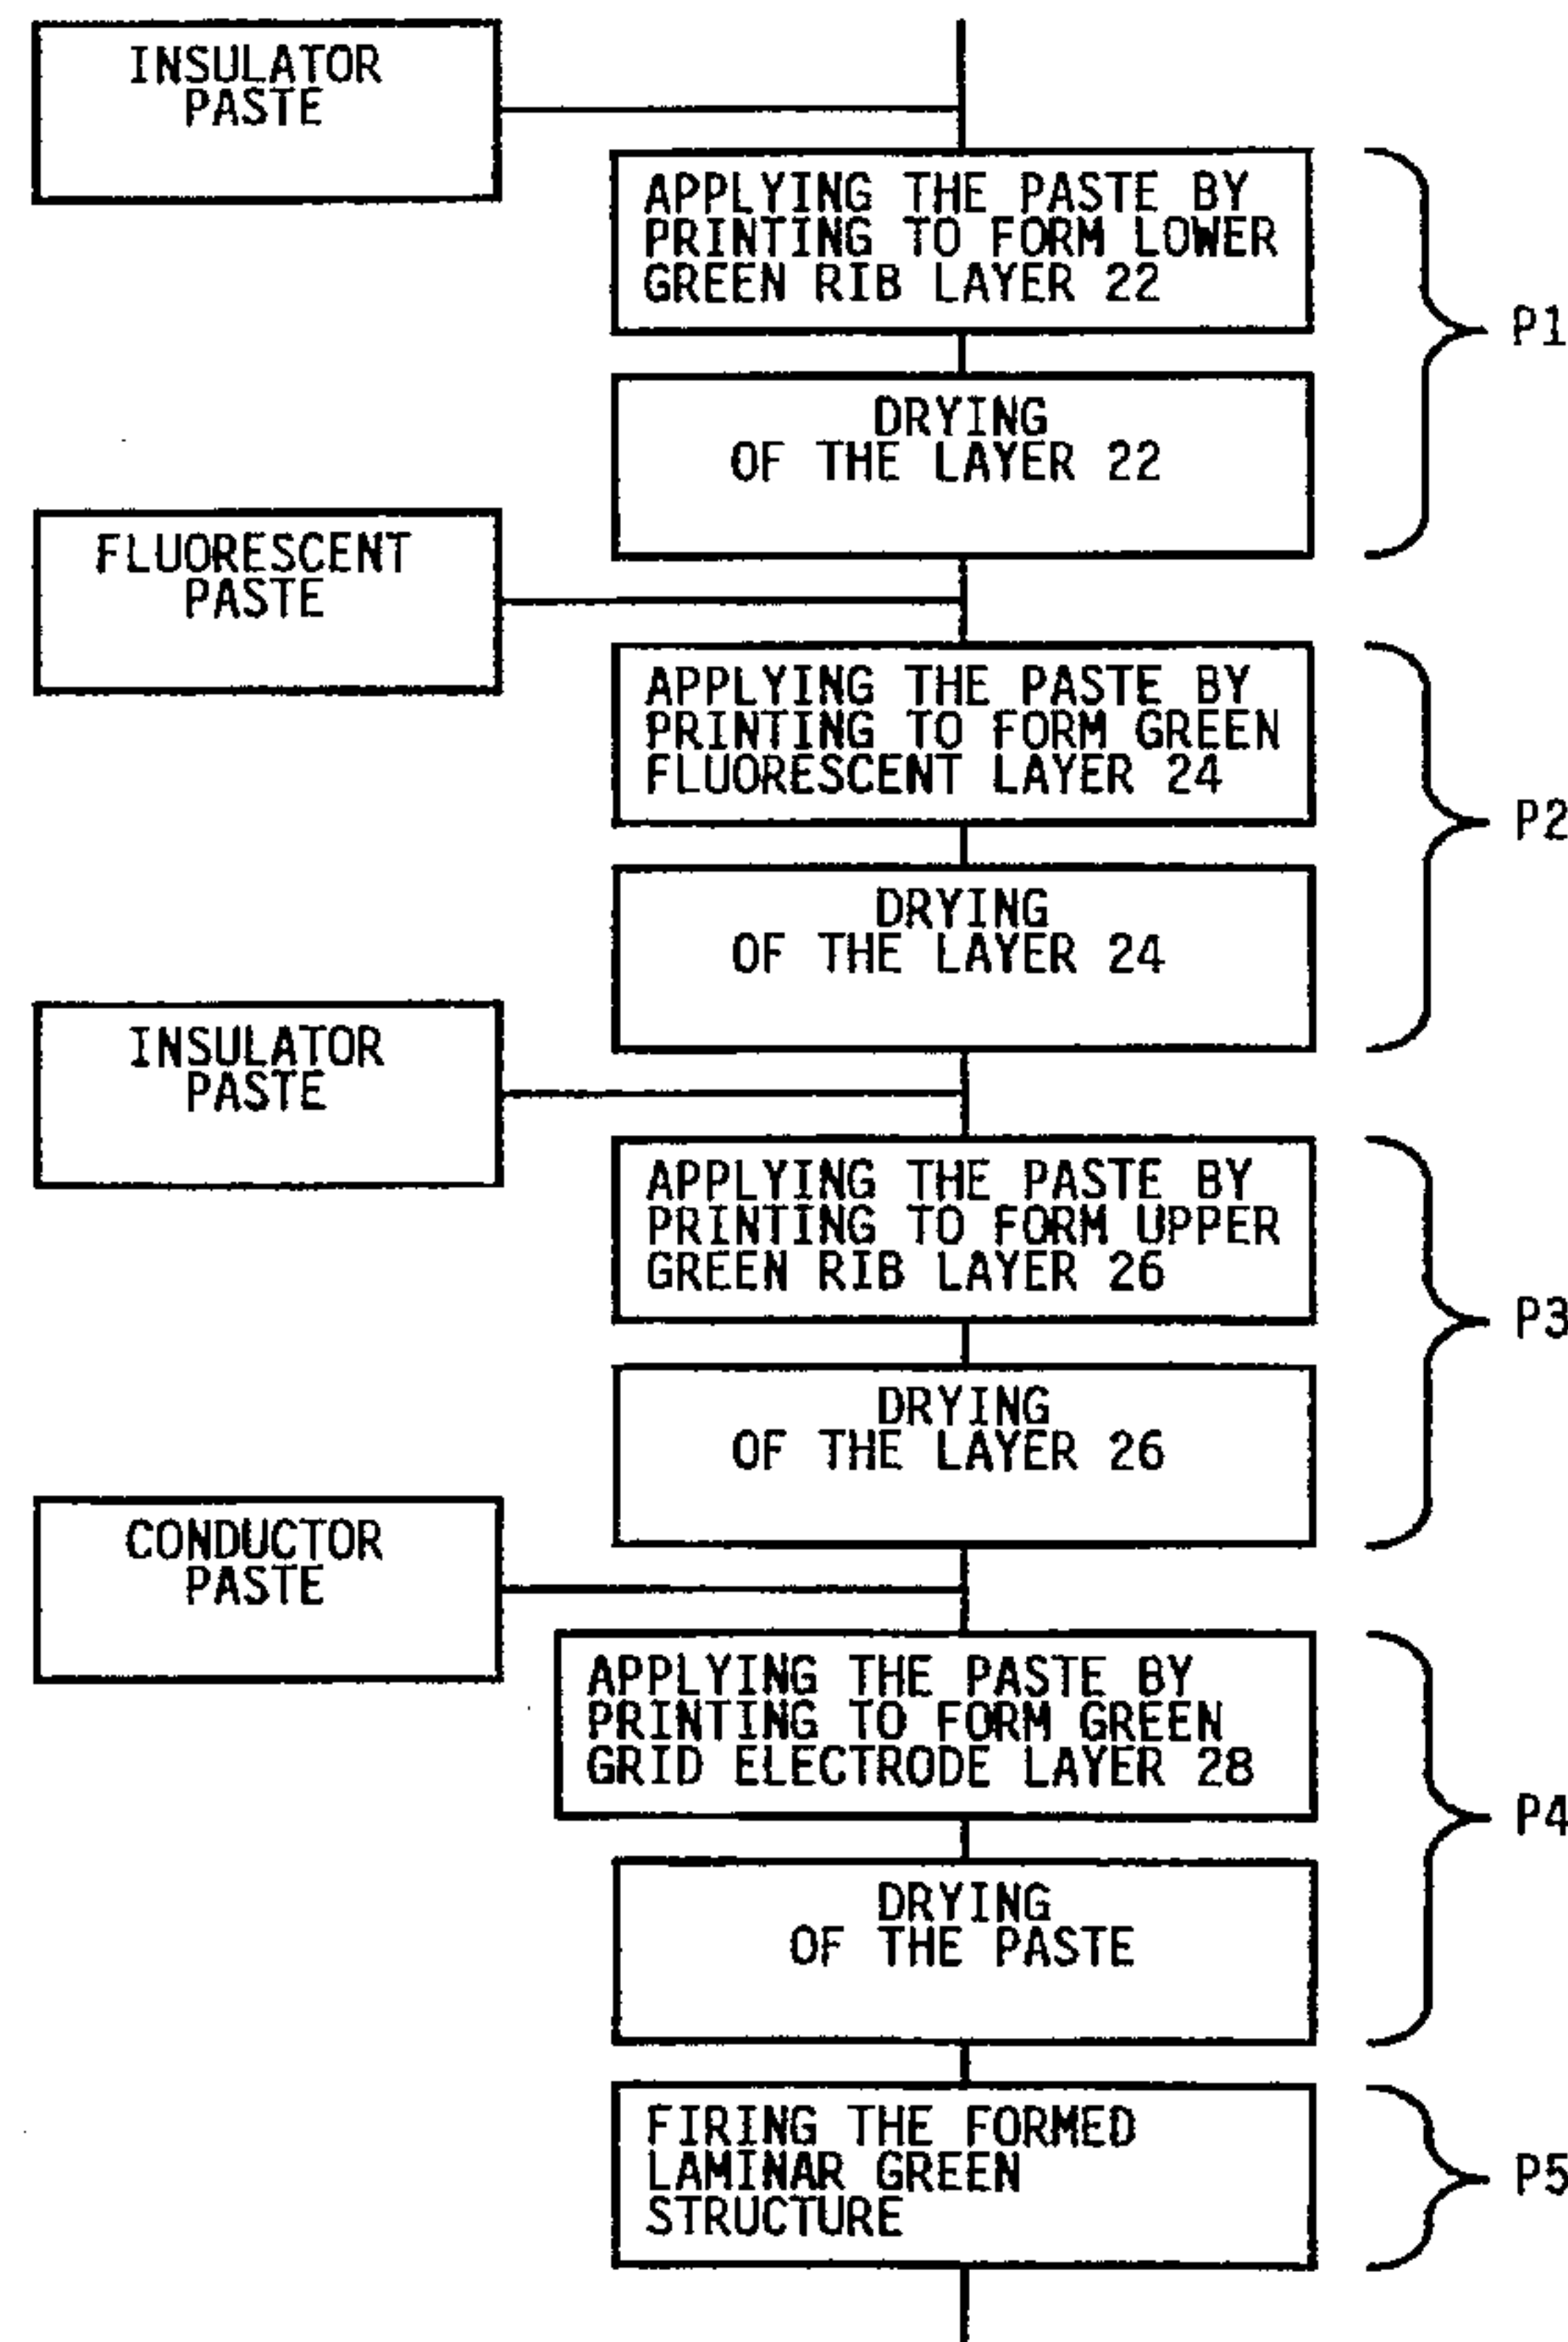 INSULATOR
PASTE
APPLYING THE PASTE BY
PRINTING TO FORM LOWER
GREEN RIB LAYER 22
P1
DRYING
OF THE LAYER 22
FLUORESCENT
PASTE
APPLYING THE PASTE BY
PRINTING TO FORM GREEN
FLUORESCENT LAYER 24
P2
DRYING
OF THE LAYER 24
INSULATOR
PASTE
APPLYING THE PASTE BY
PRINTING TO FORM UPPER
GREEN RIB LAYER 26
P3
DRYING
OF THE LAYER 26
CONDUCTOR
PASTE
APPLYING THE PASTE BY
PRINTING TO FORM GREEN
GRID ELECTRODE LAYER 28
P4
DRYING
OF THE PASTE
FIRING THE FORMED
LAMINAR GREEN
STRUCTURE
P5